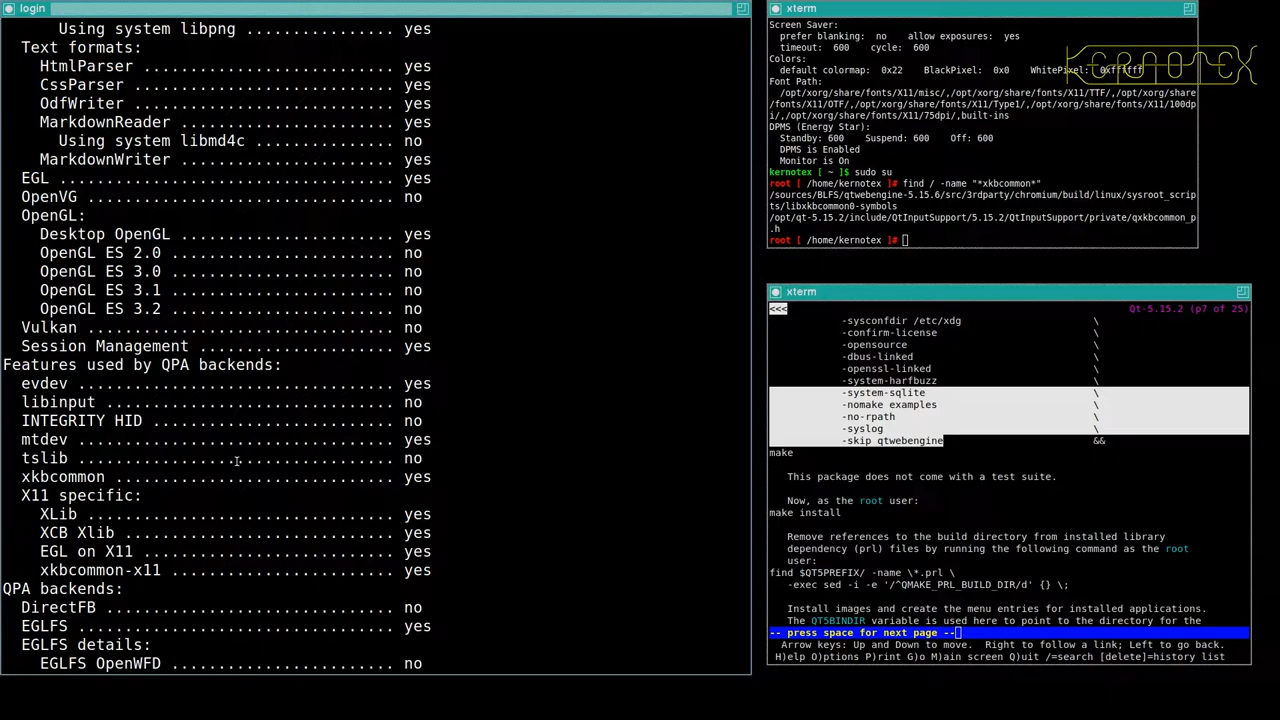 login
Using system libpng ................ yes
Text formats:
HtmlParser ........................... yes
CssParser ............................ yes
OdfWriter ............................ yes
MarkdownReader ....................... yes
Using system libmd4c ............... no
MarkdownWriter ....................... yes
EGL .................................... yes
OpenVG ................................. no
OpenGL:
Desktop OpenGL ....................... yes
OpenGL ES 2.0 ........................ no
OpenGL ES 3.0 ........................ no
OpenGL ES 3.1 ........................ no
OpenGL ES 3.2 ........................ no
Vulkan ................................. no
Session Management ..................... yes
Features used by QPA backends:
evdev .................................. yes
libinput ............................... no
INTEGRITY HID .......................... no
mtdev .................................. yes
tslib .................................. no
xkbcommon .............................. yes
X11 specific:
XLib ................................. yes
XCB Xlib ............................. yes
EGL on X11 ........................... yes
xkbcommon-x11 ........................ yes
QPA backends:
DirectFB ............................... no
EGLFS .................................. yes
EGLFS details:
EGLFS OpenWFD ........................ no
xterm
Screen Saver:
prefer blanking:  no    allow exposures:  yes
timeout:  600    cycle:  600
Colors:
default colormap:  0x22    BlackPixel:  0x0    WhitePixel:  0xffffff
Font Path:
/opt/xorg/share/fonts/X11/misc/,/opt/xorg/share/fonts/X11/TTF/,/opt/xorg/share
/fonts/X11/OTF/,/opt/xorg/share/fonts/X11/Type1/,/opt/xorg/share/fonts/X11/100dp
i/,/opt/xorg/share/fonts/X11/75dpi/,built-ins
DPMS (Energy Star):
Standby: 600    Suspend: 600    Off: 600
DPMS is Enabled
Monitor is On
kernotex [ ~ ]$ sudo su
root [ /home/kernotex ]# find / -name "*xkbcommon*"
/sources/BLFS/qtwebengine-5.15.6/src/3rdparty/chromium/build/linux/sysroot_scrip
ts/libxkbcommon0-symbols
/opt/qt-5.15.2/include/QtInputSupport/5.15.2/QtInputSupport/private/qxkbcommon_p
.h
root [ /home/kernotex ]#
KERNOTEX
xterm
<<< Qt-5.15.2 (p7 of 25)
-sysconfdir /etc/xdg \
-confirm-license \
-opensource \
-dbus-linked \
-openssl-linked \
-system-harfbuzz \
-system-sqlite \
-nomake examples \
-no-rpath \
-syslog \
-skip qtwebengine &&
make
This package does not come with a test suite.
Now, as the root user:
make install
Remove references to the build directory from installed library
dependency (prl) files by running the following command as the root
user:
find $QT5PREFIX/ -name \*.prl \
-exec sed -i -e '/^QMAKE_PRL_BUILD_DIR/d' {} \;
Install images and create the menu entries for installed applications.
The QT5BINDIR variable is used here to point to the directory for the
-- press space for next page --
Arrow keys: Up and Down to move.  Right to follow a link; Left to go back.
H)elp O)ptions P)rint G)o M)ain screen Q)uit /=search [delete]=history list